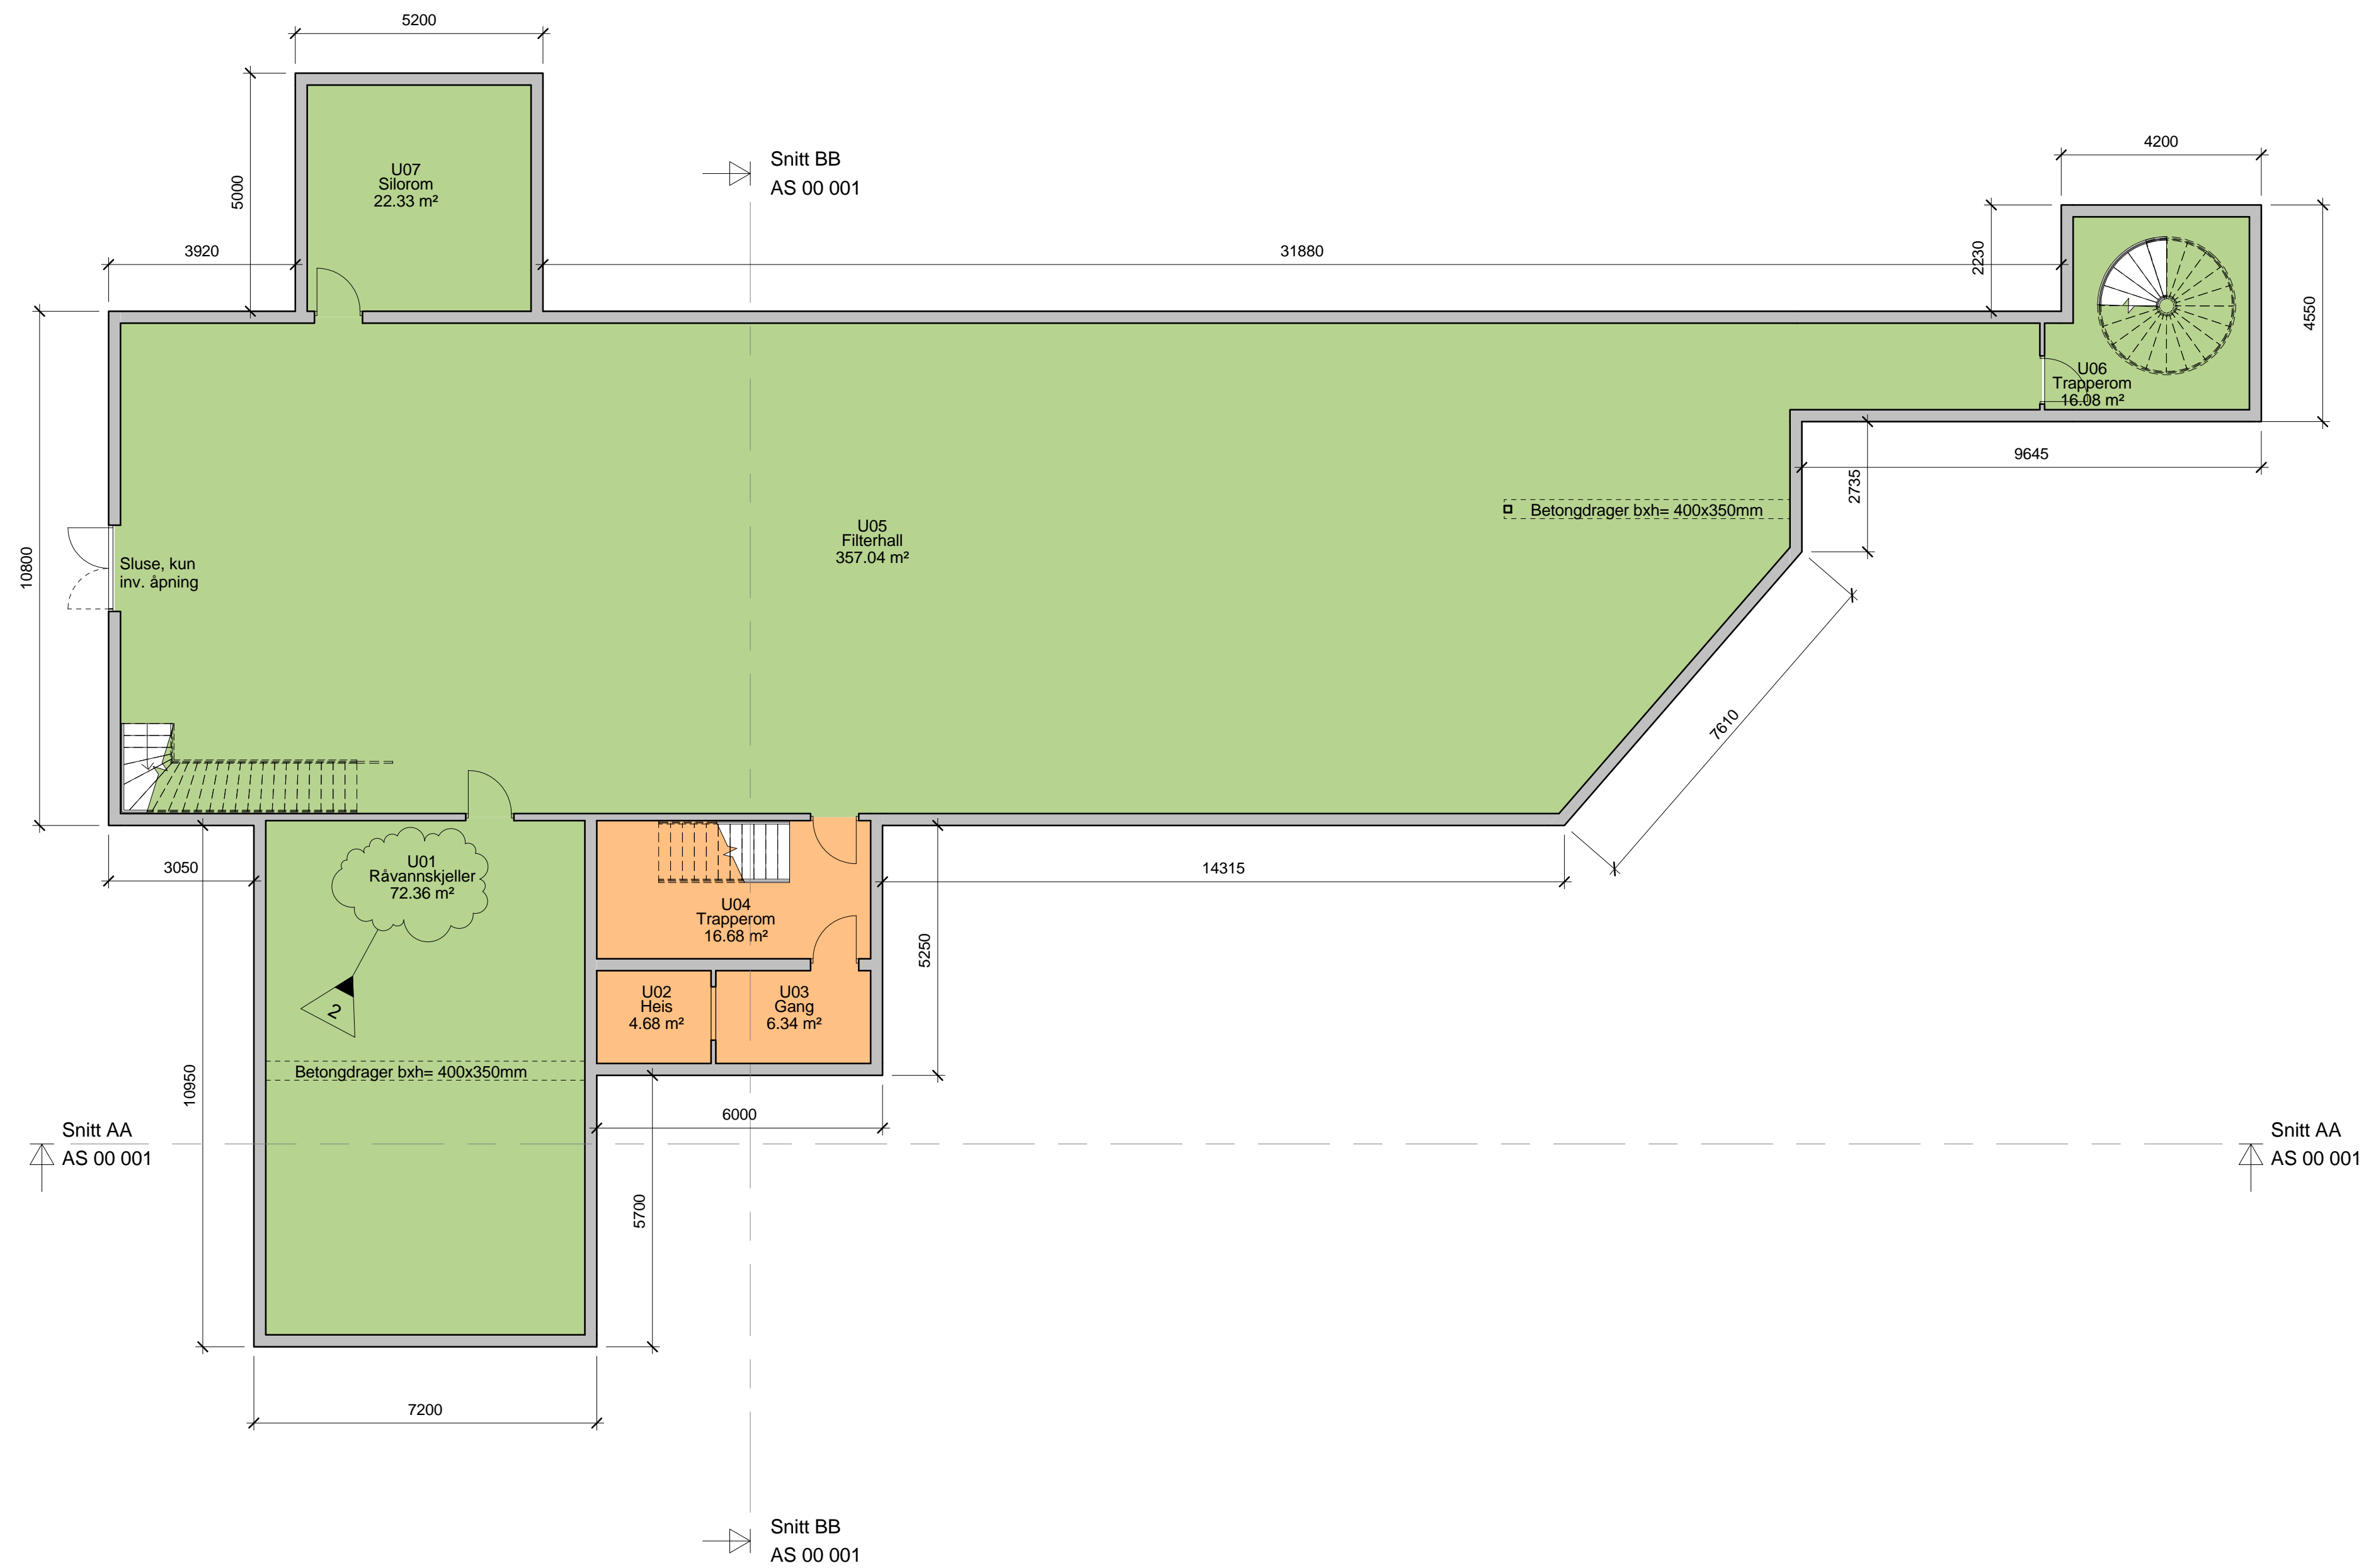 5200
4200
Snitt BB
AS 00 001
U07
Silorom
22.33 m²
5000
3920
31880
2230
4550
U06
Trapperom
16.08 m²
9645
2735
Betongdrager bxh= 400x350mm
U05
Filterhall
357.04 m²
10800
Sluse, kun
inv. åpning
7610
3050
U01
Råvannskjeller
72.36 m²
14315
U04
Trapperom
16.68 m²
5250
2
U02
Heis
4.68 m²
U03
Gang
6.34 m²
Betongdrager bxh= 400x350mm
10950
6000
Snitt AA
AS 00 001
Snitt AA
AS 00 001
5700
7200
Snitt BB
AS 00 001